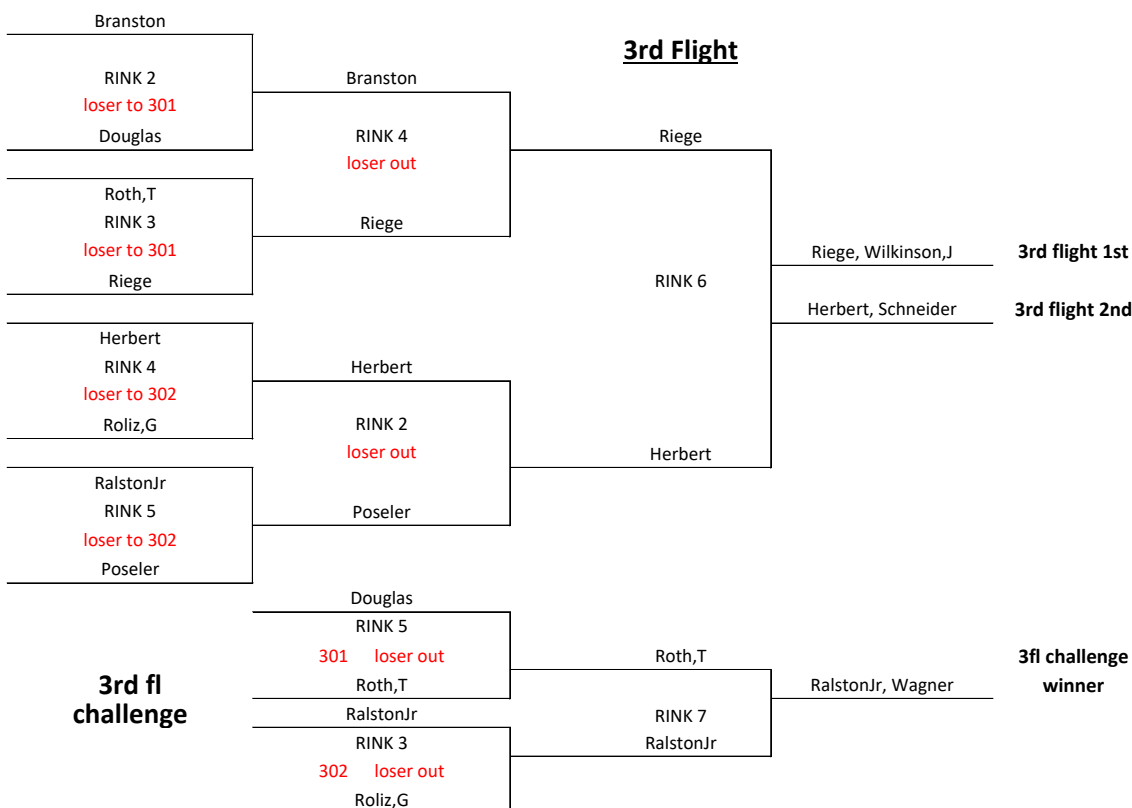 Branston
3rd Flight
RINK 2
Branston
loser to 301
Douglas
RINK 4
Riege
loser out
Roth,T
RINK 3
Riege
loser to 301
Riege, Wilkinson,J
3rd flight 1st
Riege
RINK 6
Herbert, Schneider
3rd flight 2nd
Herbert
RINK 4
Herbert
loser to 302
Roliz,G
RINK 2
loser out
Herbert
RalstonJr
RINK 5
Poseler
loser to 302
Poseler
Douglas
RINK 5
301 loser out
Roth,T
3fl challenge
winner
3rd fl
challenge
Roth,T
RalstonJr, Wagner
RalstonJr
RINK 7
RINK 3
RalstonJr
302 loser out
Roliz,G